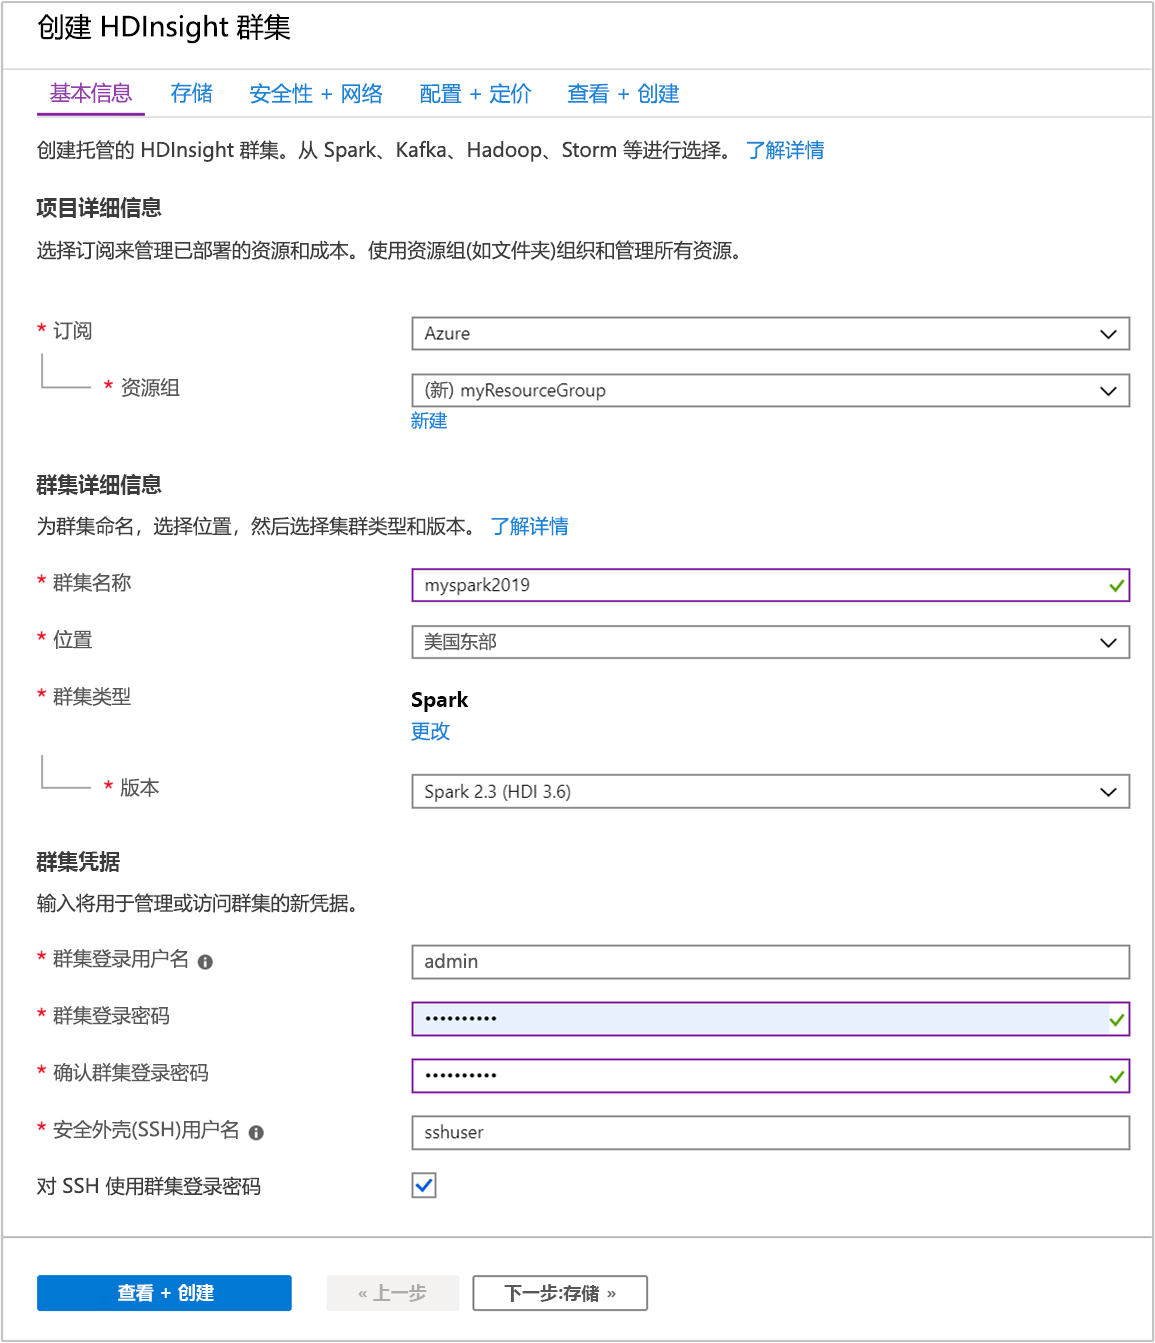 创建 HDInsight 群集
基本信息 存储 安全性 + 网络 配置 + 定价 查看 + 创建
创建托管的 HDInsight 群集。从 Spark、Kafka、Hadoop、Storm 等进行选择。 了解详情
项目详细信息
选择订阅来管理已部署的资源和成本。使用资源组(如文件夹)组织和管理所有资源。
* 订阅 Azure
* 资源组 (新) myResourceGroup
新建
群集详细信息
为群集命名，选择位置，然后选择集群类型和版本。 了解详情
* 群集名称 myspark2019
* 位置 美国东部
* 群集类型 Spark
更改
* 版本 Spark 2.3 (HDI 3.6)
群集凭据
输入将用于管理或访问群集的新凭据。
* 群集登录用户名 admin
* 群集登录密码 ••••••••••
* 确认群集登录密码 ••••••••••
* 安全外壳(SSH)用户名 sshuser
对 SSH 使用群集登录密码
查看 + 创建 « 上一步 下一步:存储 »